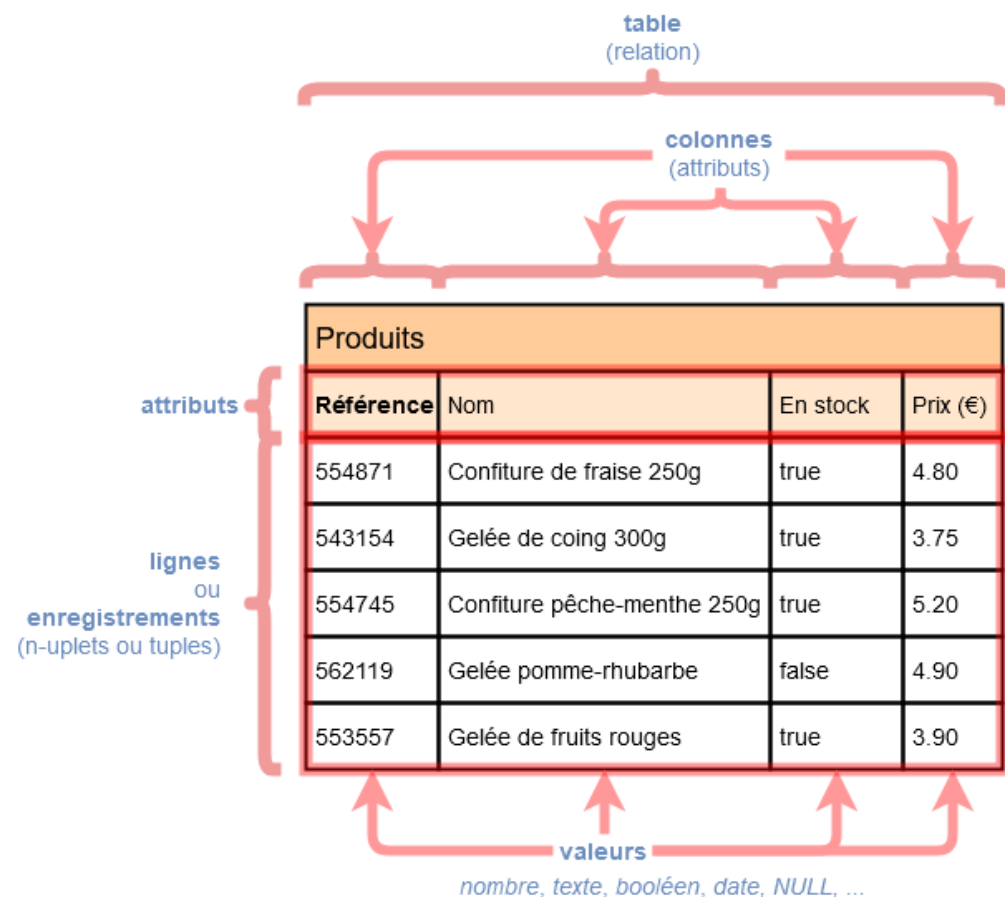 table
(relation)
colonnes
(attributs)
Produits
attributs
Référence Nom En stock Prix (€)
554871 Confiture de fraise 250g true 4.80
543154 Gelée de coing 300g true 3.75
lignes
ou
enregistrements
(n-uplets ou tuples)
554745 Confiture pêche-menthe 250g true 5.20
562119 Gelée pomme-rhubarbe false 4.90
553557 Gelée de fruits rouges true 3.90
valeurs
nombre, texte, booléen, date, NULL, ...